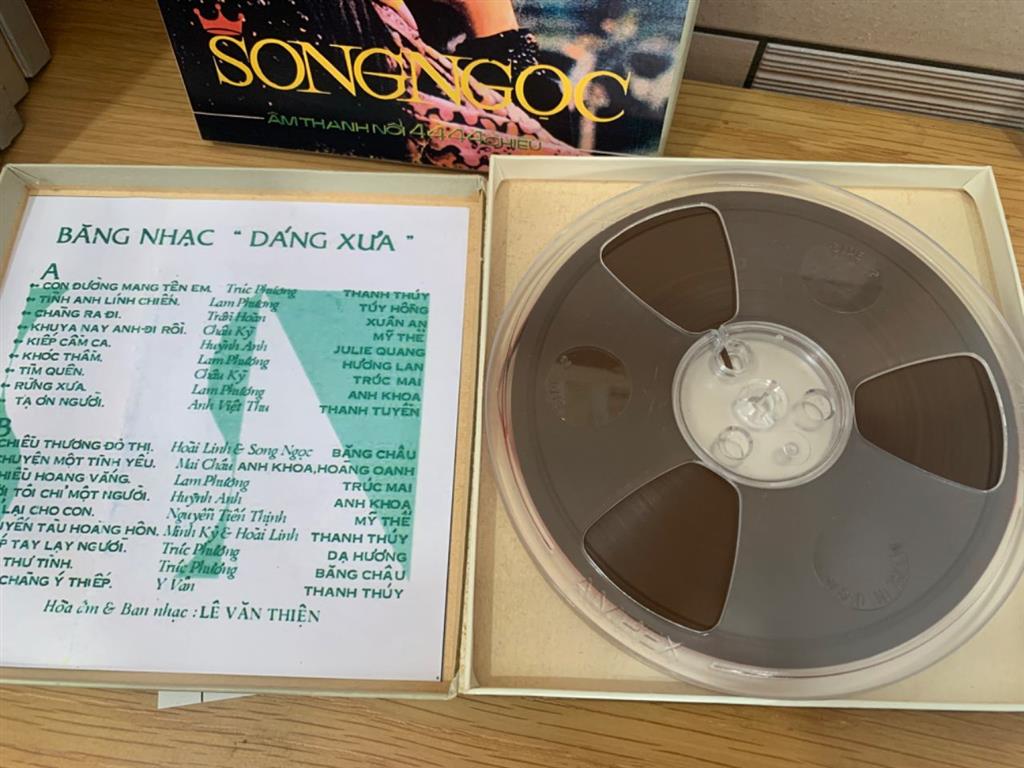 SONGNGỌC
ÂM THANH NỔI 4444 CHIỀU
BĂNG NHẠC “ DÁNG XƯA ”
A
CON ĐƯỜNG MANG TÊN EM. Trúc Phương THANH THÚY
TÌNH ANH LÍNH CHIẾN. Lam Phương TÚY HỒNG
CHÀNG RA ĐI. Trần Hoàn XUÂN AN
KHUYA NAY ANH ĐI RỒI. Châu Kỳ MỸ THỂ
KIẾP CẦM CA. Huỳnh Anh JULIE QUANG
KHÓC THẦM. Lam Phương HƯƠNG LAN
TÌM QUÊN. Châu Kỳ TRÚC MAI
RỪNG XƯA. Lam Phương ANH KHOA
TẠ ƠN NGƯỜI. Anh Việt Thu THANH TUYỀN
B
CHIỀU THƯƠNG ĐÔ THỊ. Hoài Linh & Song Ngọc BĂNG CHÂU
CHUYỆN MỘT TÌNH YÊU. Mai Châu ANH KHOA, HOÀNG OANH
HIỀU HOANG VẮNG. Lam Phương TRÚC MAI
TÔI CHỈ MỘT NGƯỜI. Huỳnh Anh ANH KHOA
LẠI CHO CON. Nguyễn Tiến Thịnh MỸ THỂ
UYẾN TÀU HOÀNG HÔN. Minh Kỳ & Hoài Linh THANH THÚY
P TAY LẠY NGƯỜI. Trúc Phương DẠ HƯƠNG
THƯ TÌNH. Trúc Phương BĂNG CHÂU
CHÀNG Ý THIẾP. Y Vân THANH THÚY
Hòa âm & Ban nhạc : LÊ VĂN THIỆN
AMPEX